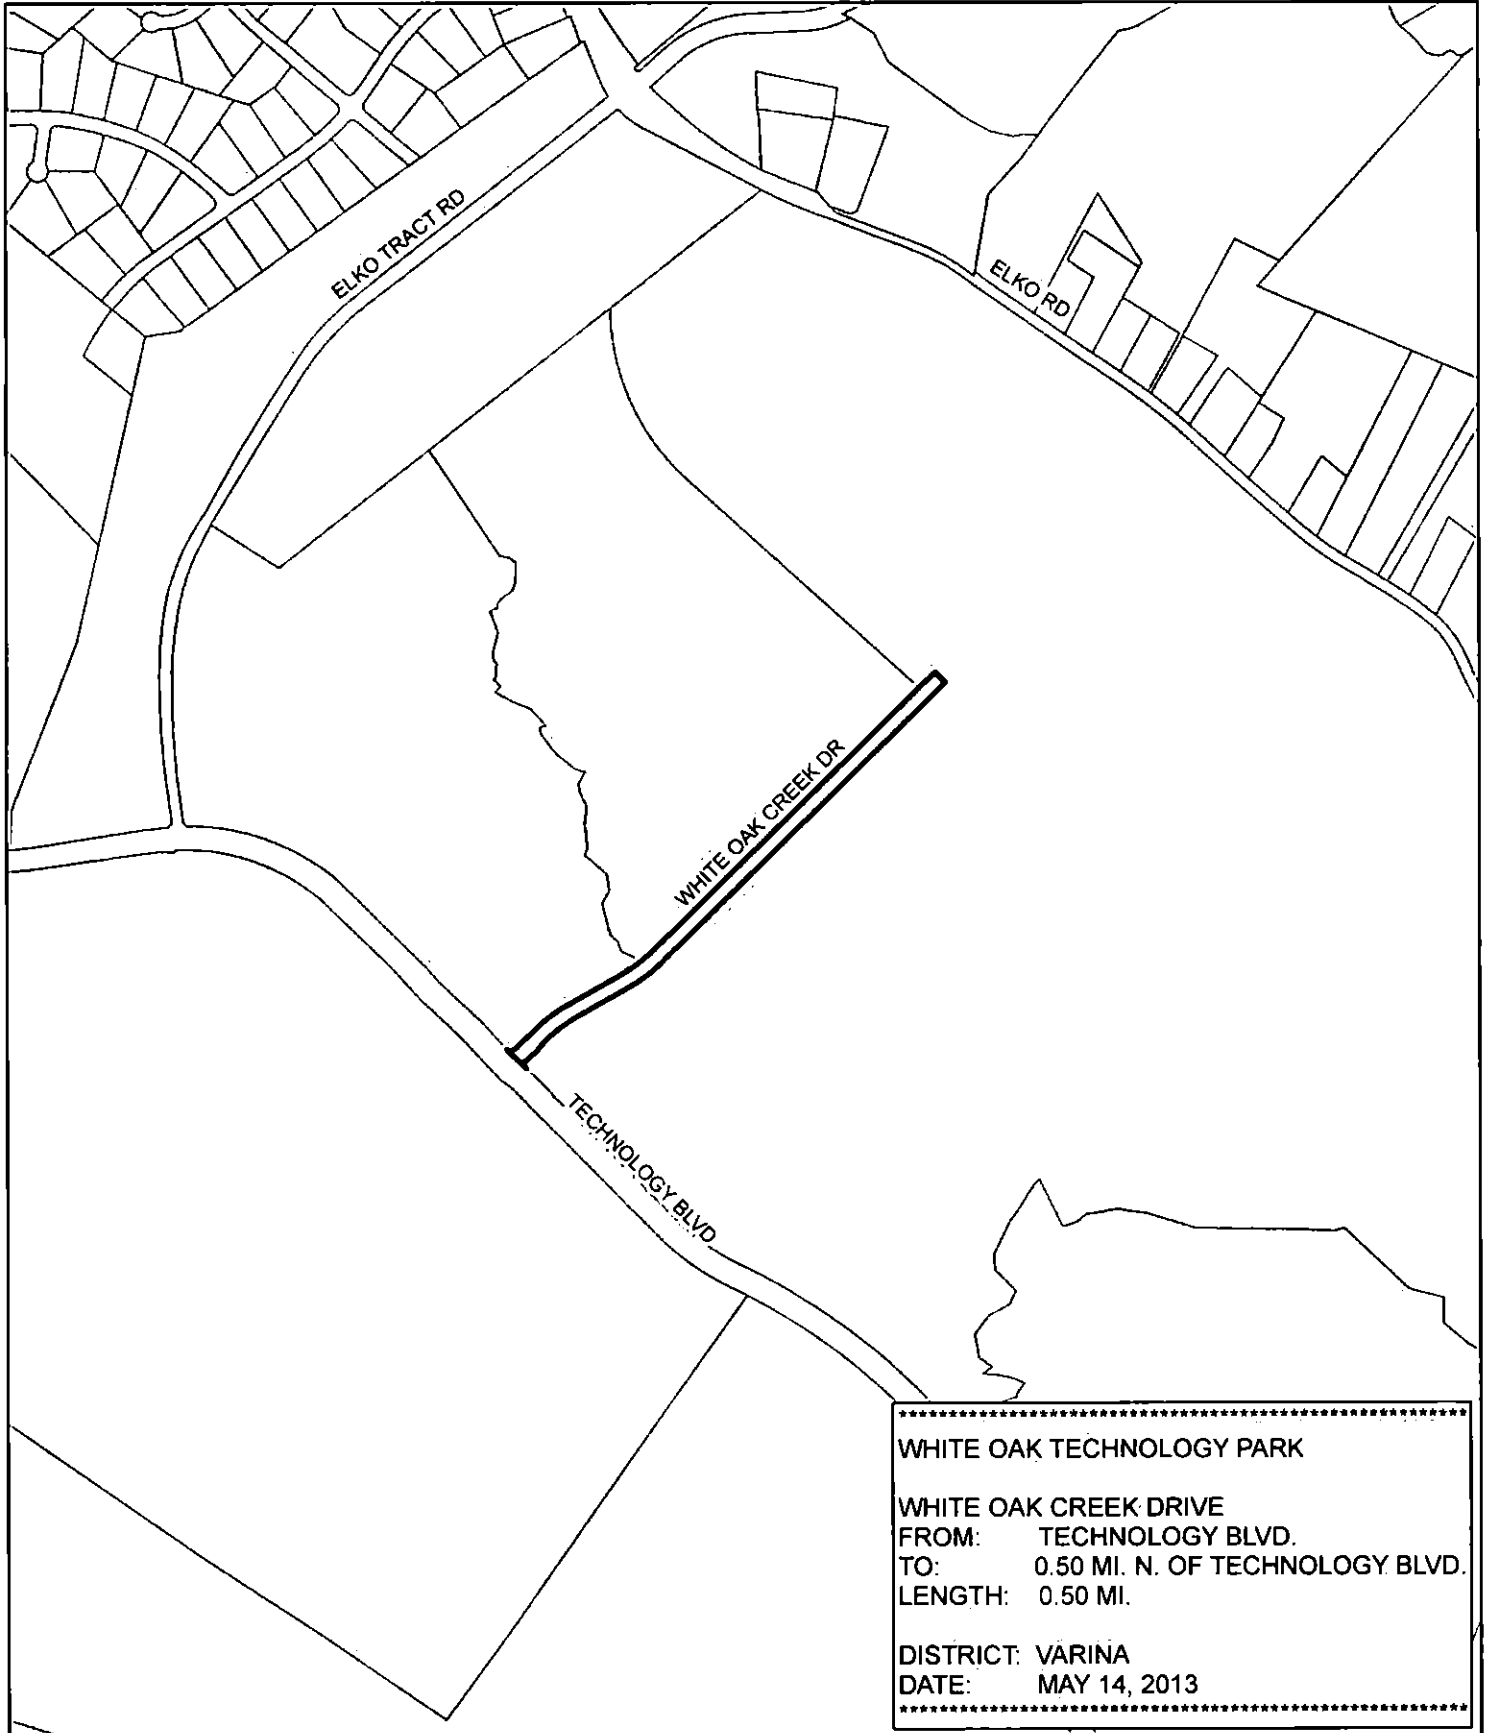 ELKO TRACT RD
ELKO RD
WHITE OAK CREEK DR
TECHNOLOGY BLVD
WHITE OAK TECHNOLOGY PARK
WHITE OAK CREEK DRIVE
FROM: TECHNOLOGY BLVD.
TO: 0.50 MI. N. OF TECHNOLOGY BLVD.
LENGTH: 0.50 MI.
DISTRICT: VARINA
DATE: MAY 14, 2013